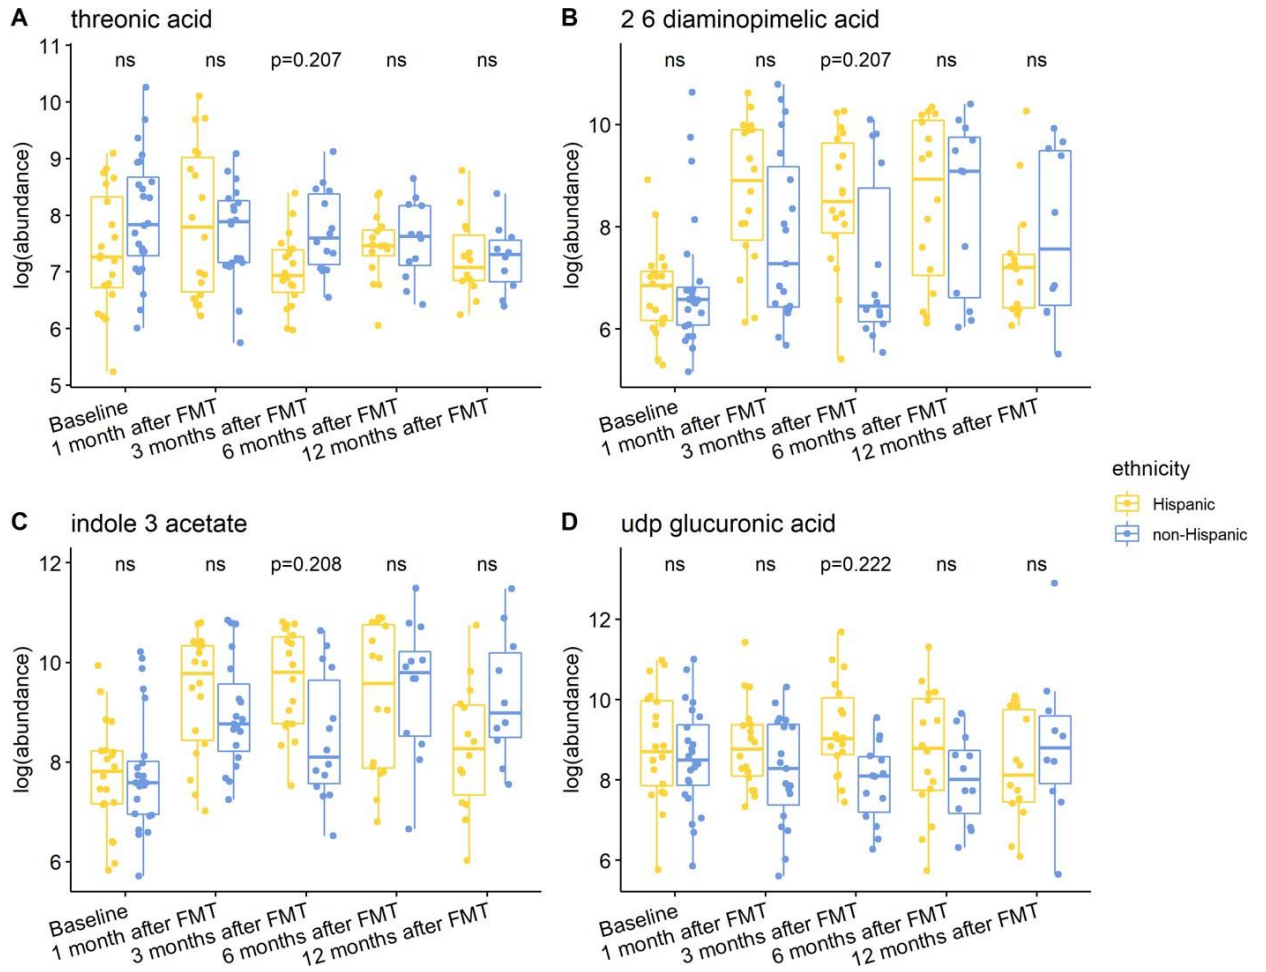 A threonic acid
11
10
9
8
7
6
5
log(abundance)
ns ns p=0.207 ns ns
Baseline
1 month after FMT
3 months after FMT
6 months after FMT
12 months after FMT
B 2 6 diaminopimelic acid
10
8
6
log(abundance)
ns ns p=0.207 ns ns
Baseline
1 month after FMT
3 months after FMT
6 months after FMT
12 months after FMT
ethnicity
Hispanic
non-Hispanic
C indole 3 acetate
12
10
8
6
log(abundance)
ns ns p=0.208 ns ns
Baseline
1 month after FMT
3 months after FMT
6 months after FMT
12 months after FMT
D udp glucuronic acid
12
10
8
6
log(abundance)
ns ns p=0.222 ns ns
Baseline
1 month after FMT
3 months after FMT
6 months after FMT
12 months after FMT